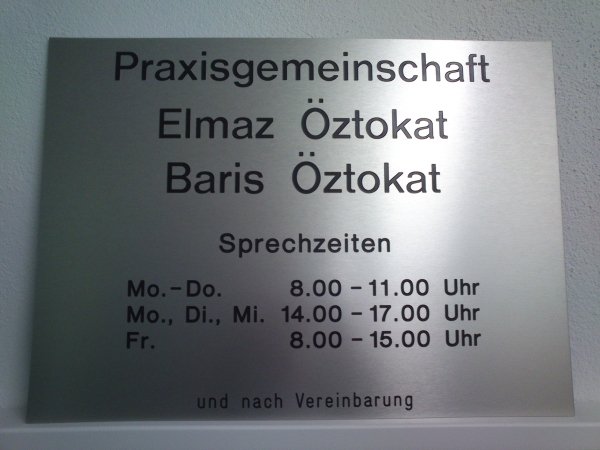 Praxisgemeinschaft
Elmaz Öztokat
Baris Öztokat
Sprechzeiten
Mo.-Do. 8.00 - 11.00 Uhr
Mo., Di., Mi. 14.00 - 17.00 Uhr
Fr. 8.00 - 15.00 Uhr
und nach Vereinbarung